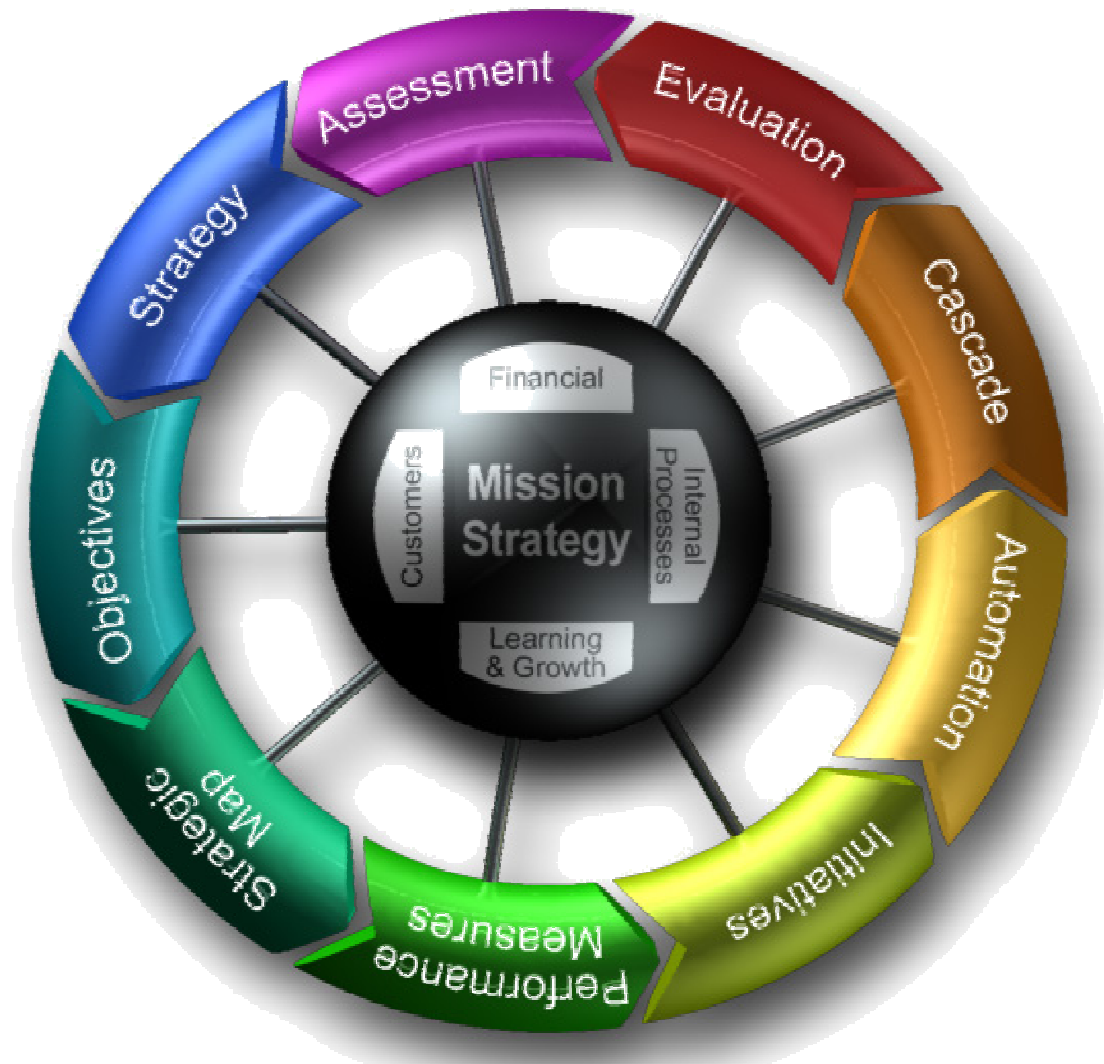 Assessment
Evaluation
Cascade
Automation
Initiatives
Performance
Measures
Strategic
Map
Objectives
Strategy
Financial
Internal
Processes
Learning
& Growth
Customers
Mission
Strategy